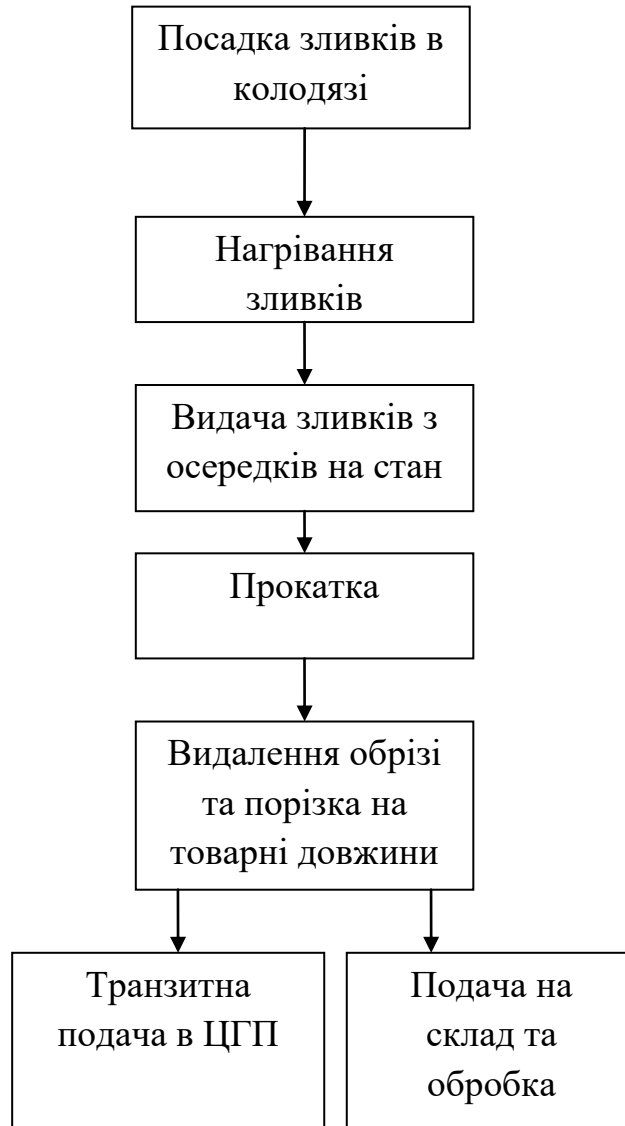 Посадка зливків в
колодязі
Нагрівання
зливків
Видача зливків з
осередків на стан
Прокатка
Видалення обрізі
та порізка на
товарні довжини
Транзитна
подача в ЦГП
Подача на
склад та
обробка